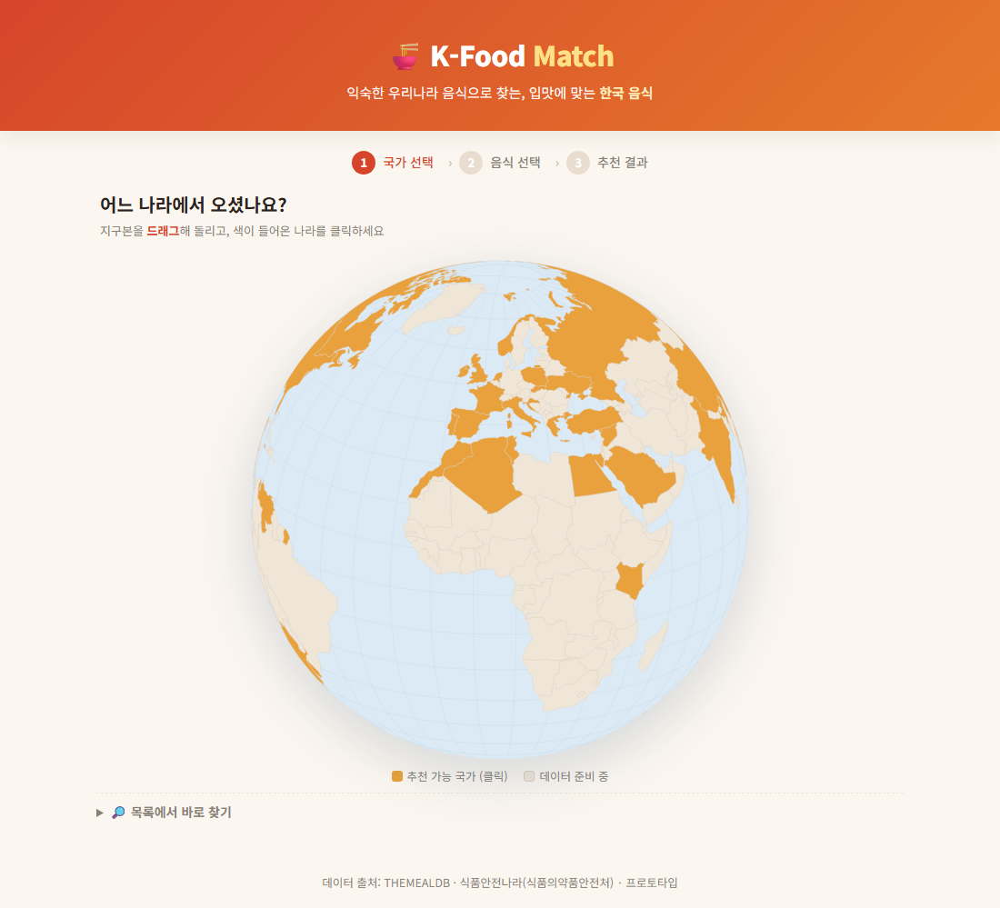 K-Food Match
익숙한 우리나라 음식으로 찾는, 입맛에 맞는 한국 음식
1 국가 선택 › 2 음식 선택 › 3 추천 결과
어느 나라에서 오셨나요?
지구본을 드래그해 돌리고, 색이 들어온 나라를 클릭하세요
추천 가능 국가 (클릭) 데이터 준비 중
▶ 🔎 목록에서 바로 찾기
데이터 출처: THEMEALDB · 식품안전나라(식품의약품안전처) · 프로토타입